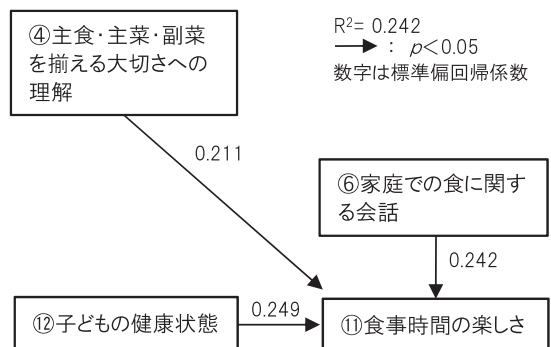 ④主食・主菜・副菜
を揃える大切さへの
理解
R²= 0.242
→ : p<0.05
数字は標準偏回帰係数
0.211
⑥家庭での食に関す
る会話
0.242
⑫子どもの健康状態
0.249
⑪食事時間の楽しさ